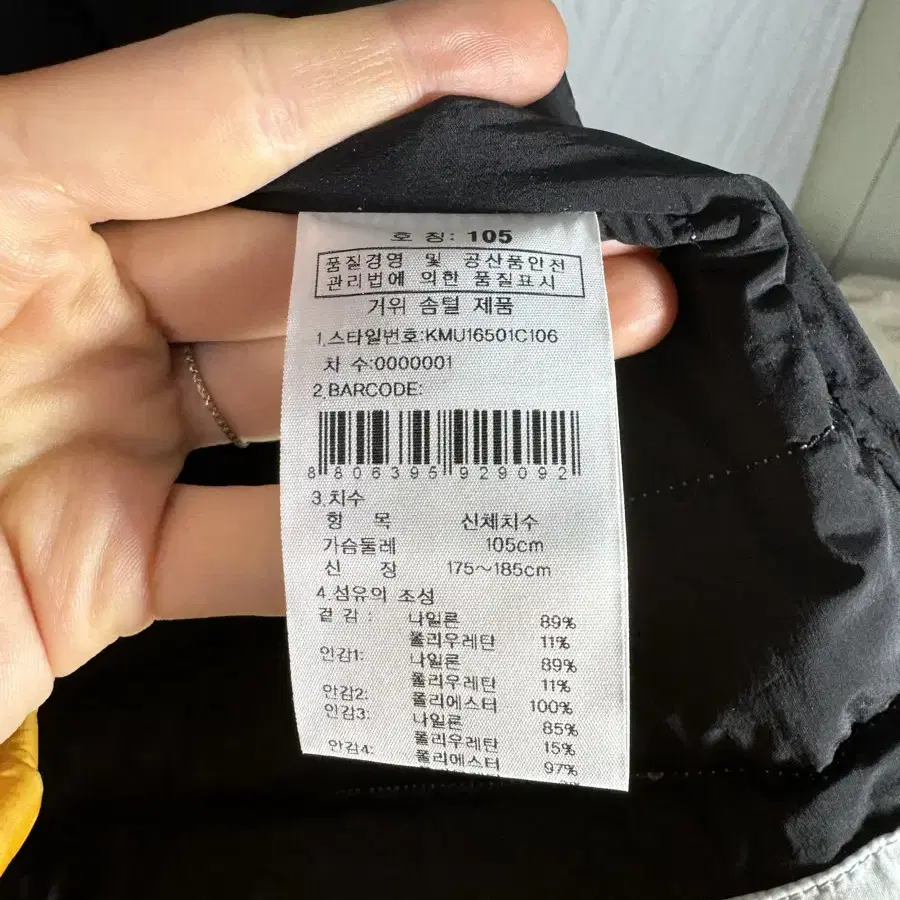 호 칭: 105
품질경영 및 공산품안전
관리법에 의한 품질표시
거위 솜털 제품
1.스타일번호:KMU16501C106
차 수:0000001
2.BARCODE:
8 806395 929092
3.치수
항 목 신체치수
가슴둘레 105cm
신 장 175~185cm
4.섬유의 조성
겉감: 나일론 89%
폴리우레탄 11%
안감1: 나일론 89%
폴리우레탄 11%
안감2: 폴리에스터 100%
안감3: 나일론 85%
폴리우레탄 15%
안감4: 폴리에스터 97%